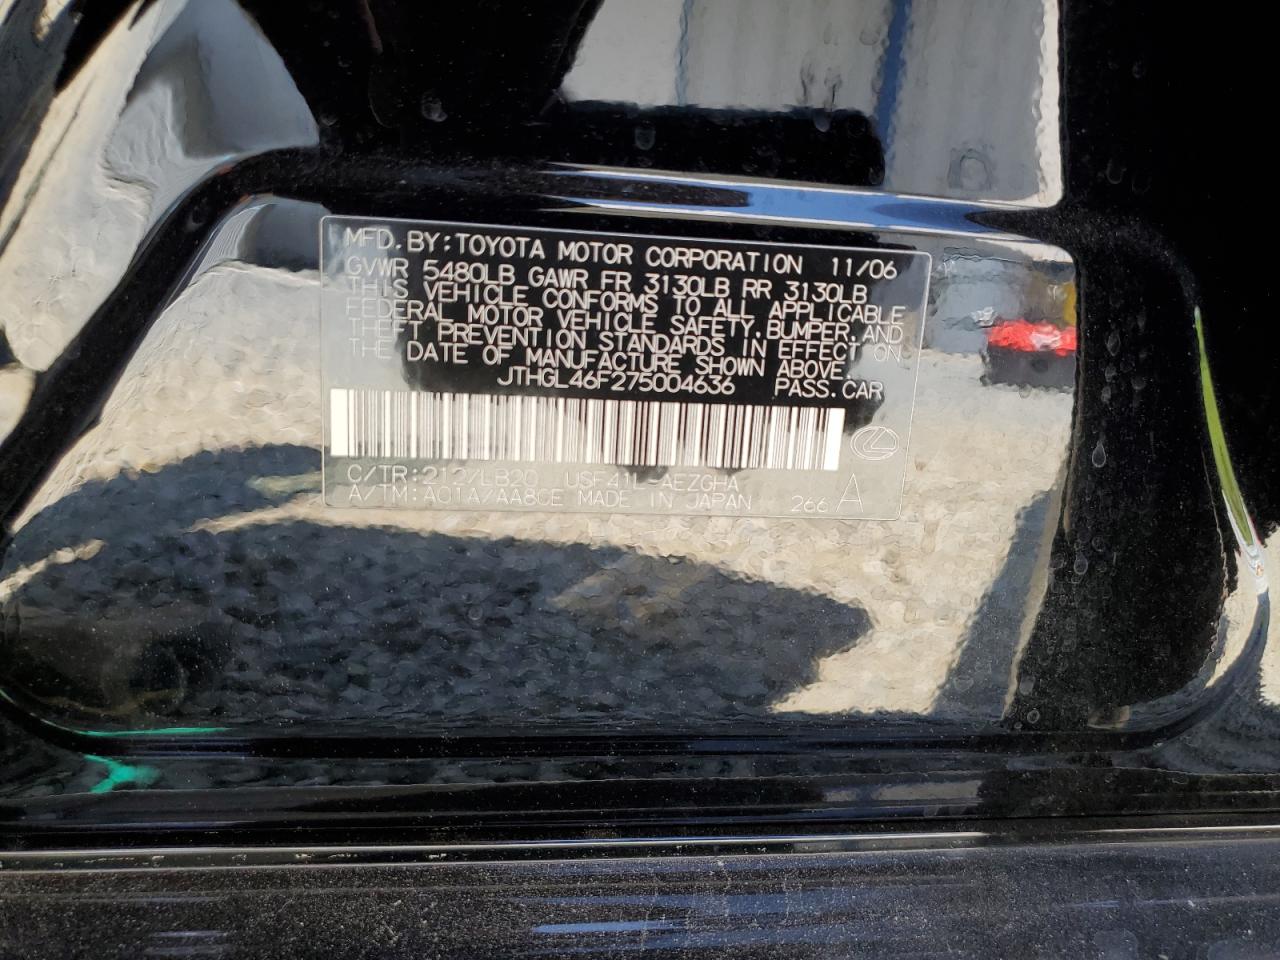 MFD. BY: TOYOTA MOTOR CORPORATION 11/06
GVWR 5480LB GAWR FR 3130LB RR 3130LB
THIS VEHICLE CONFORMS TO ALL APPLICABLE
FEDERAL MOTOR VEHICLE SAFETY, BUMPER, AND
THEFT PREVENTION STANDARDS IN EFFECT ON
THE DATE OF MANUFACTURE SHOWN ABOVE.
JTHGL46F275004636 PASS. CAR
C/TR: 212/LB20 USF41L-AEZGHA
A/TM: A01A/AA80E MADE IN JAPAN 266 A